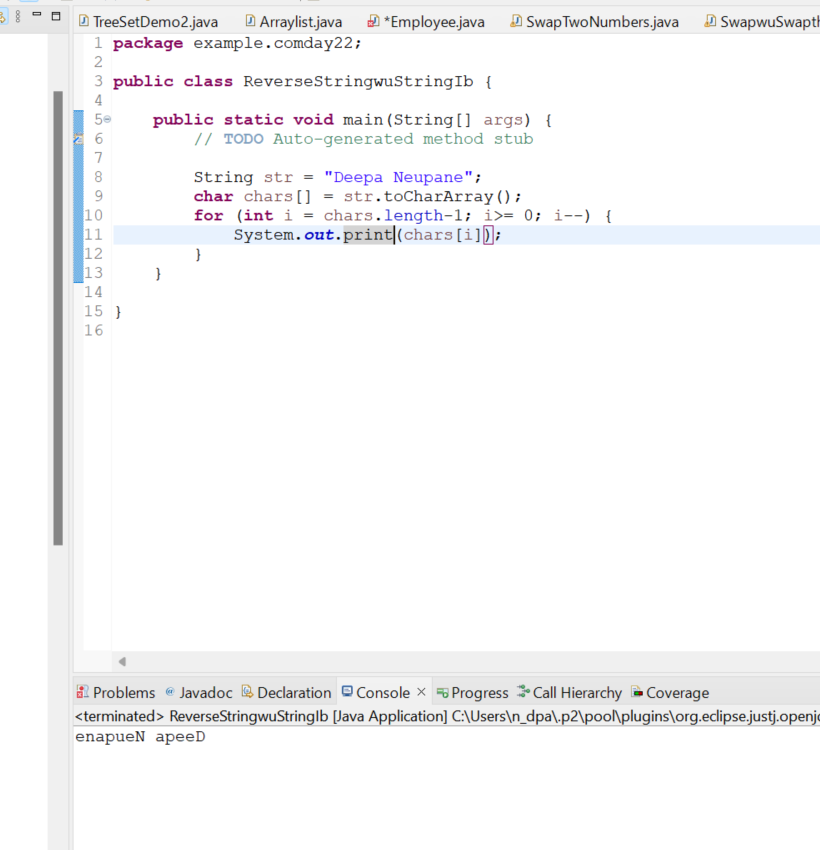 TreeSetDemo2.java Arraylist.java *Employee.java SwapTwoNumbers.java SwapwuSwapth
1 package example.comday22;
2
3 public class ReverseStringwuStringIb {
4
5 public static void main(String[] args) {
6 // TODO Auto-generated method stub
7
8 String str = "Deepa Neupane";
9 char chars[] = str.toCharArray();
10 for (int i = chars.length-1; i>= 0; i--) {
11 System.out.print(chars[i]);
12 }
13 }
14
15 }
16
Problems Javadoc Declaration Console Progress Call Hierarchy Coverage
<terminated> ReverseStringwuStringIb [Java Application] C:\Users\n_dpa\.p2\pool\plugins\org.eclipse.justj.openj
enapueN apeeD